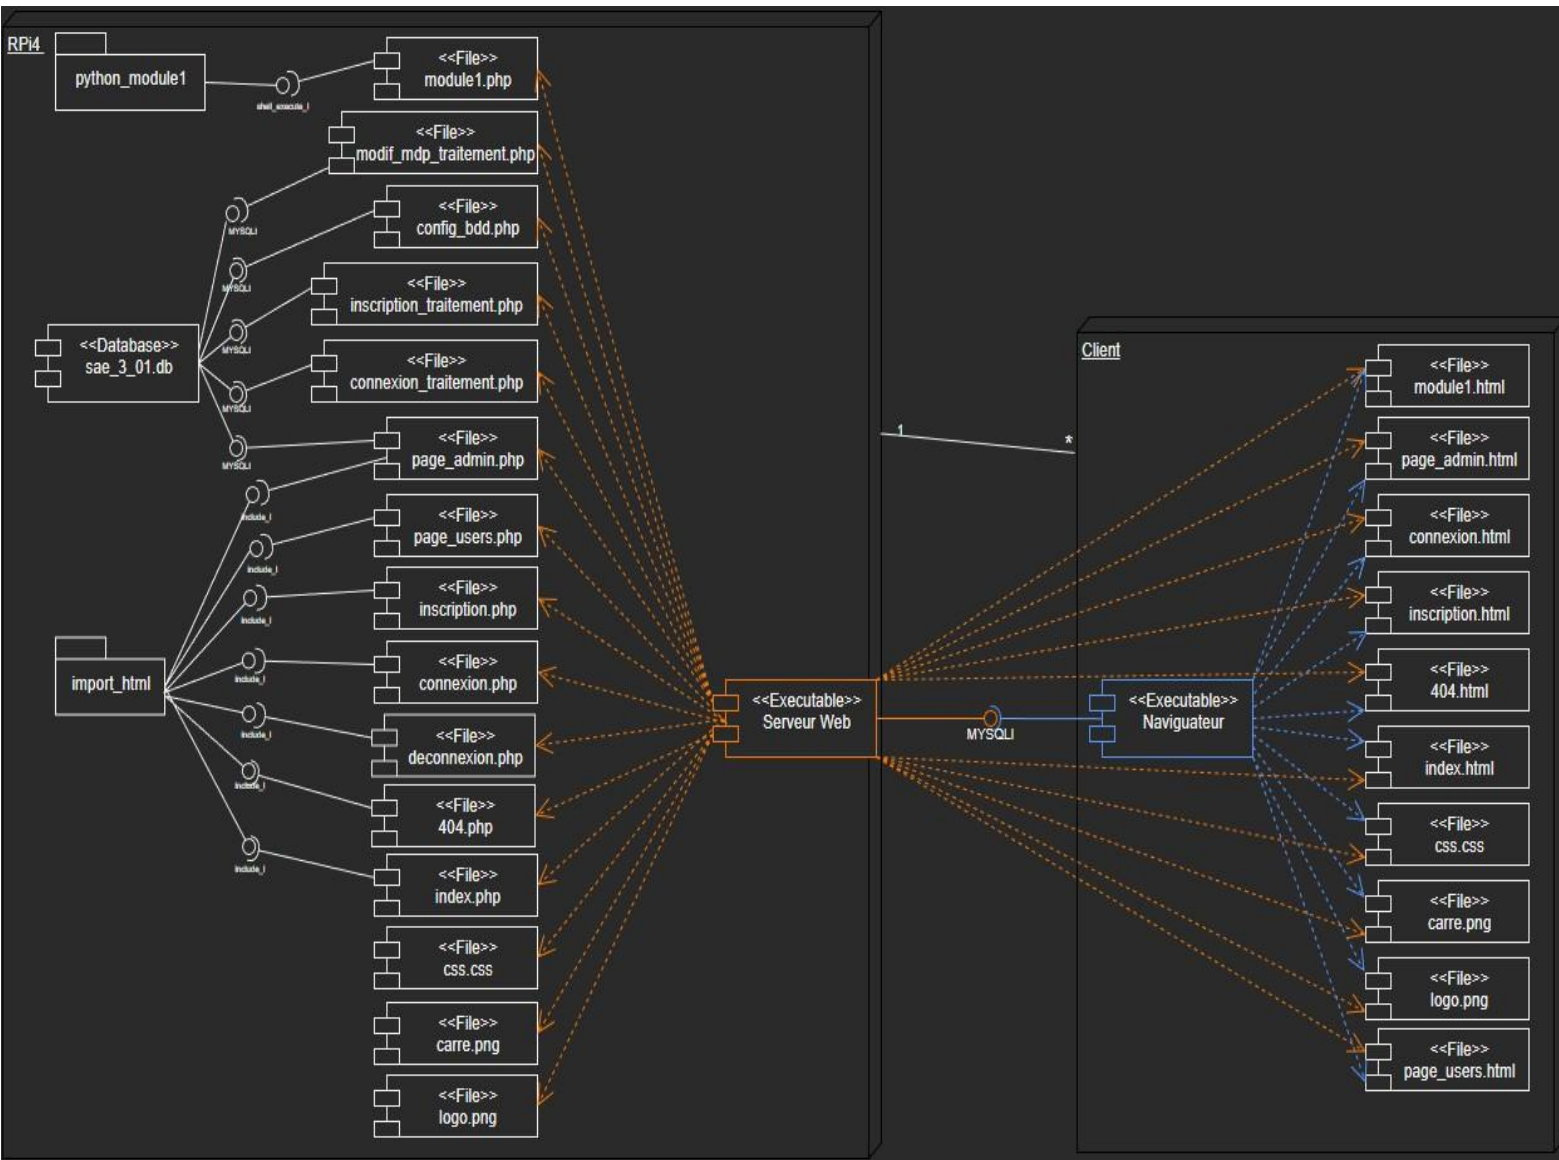 RPi4
python_module1
shell_execute_I
<<File>>
module1.php
<<File>>
modif_mdp_traitement.php
MYSQLI
<<File>>
config_bdd.php
MYSQLI
<<File>>
inscription_traitement.php
MYSQLI
<<Database>>
sae_3_01.db
<<File>>
connexion_traitement.php
MYSQLI
<<File>>
page_admin.php
MYSQLI
include_I
<<File>>
page_users.php
include_I
<<File>>
inscription.php
include_I
import_html
<<File>>
connexion.php
include_I
<<File>>
deconnexion.php
include_I
<<File>>
404.php
include_I
<<File>>
index.php
include_I
<<File>>
css.css
<<File>>
carre.png
<<File>>
logo.png
<<Executable>>
Serveur Web
MYSQLI
1
*
Client
<<Executable>>
Naviguateur
<<File>>
module1.html
<<File>>
page_admin.html
<<File>>
connexion.html
<<File>>
inscription.html
<<File>>
404.html
<<File>>
index.html
<<File>>
css.css
<<File>>
carre.png
<<File>>
logo.png
<<File>>
page_users.html